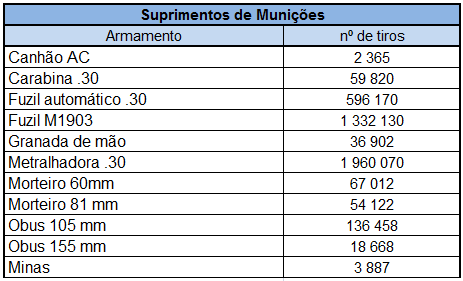 Suprimentos de Munições
Armamento nº de tiros
Canhão AC 2 365
Carabina .30 59 820
Fuzil automático .30 596 170
Fuzil M1903 1 332 130
Granada de mão 36 902
Metralhadora .30 1 960 070
Morteiro 60mm 67 012
Morteiro 81 mm 54 122
Obus 105 mm 136 458
Obus 155 mm 18 668
Minas 3 887